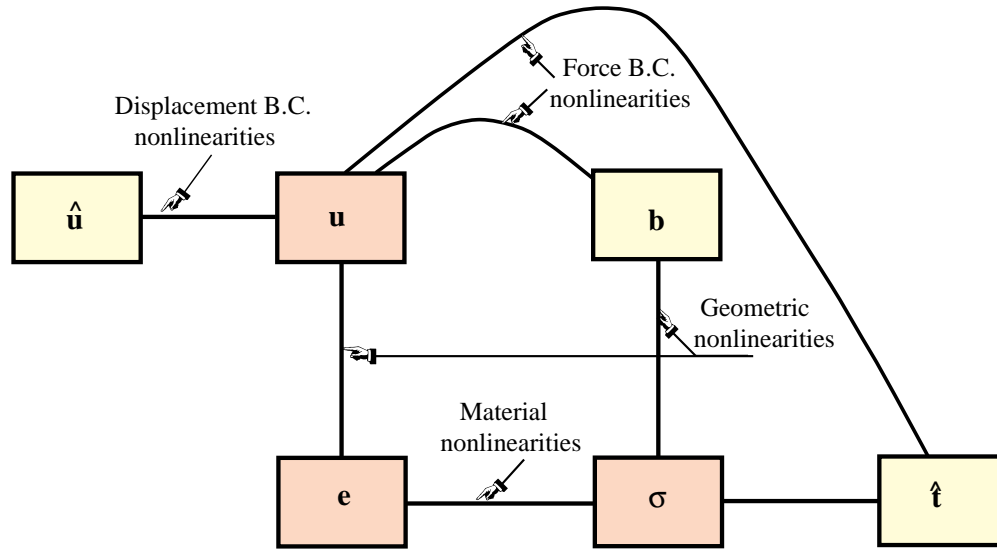 Force B.C.
nonlinearities
Displacement B.C.
nonlinearities
û
u
b
Geometric
nonlinearities
Material
nonlinearities
e
σ
t̂